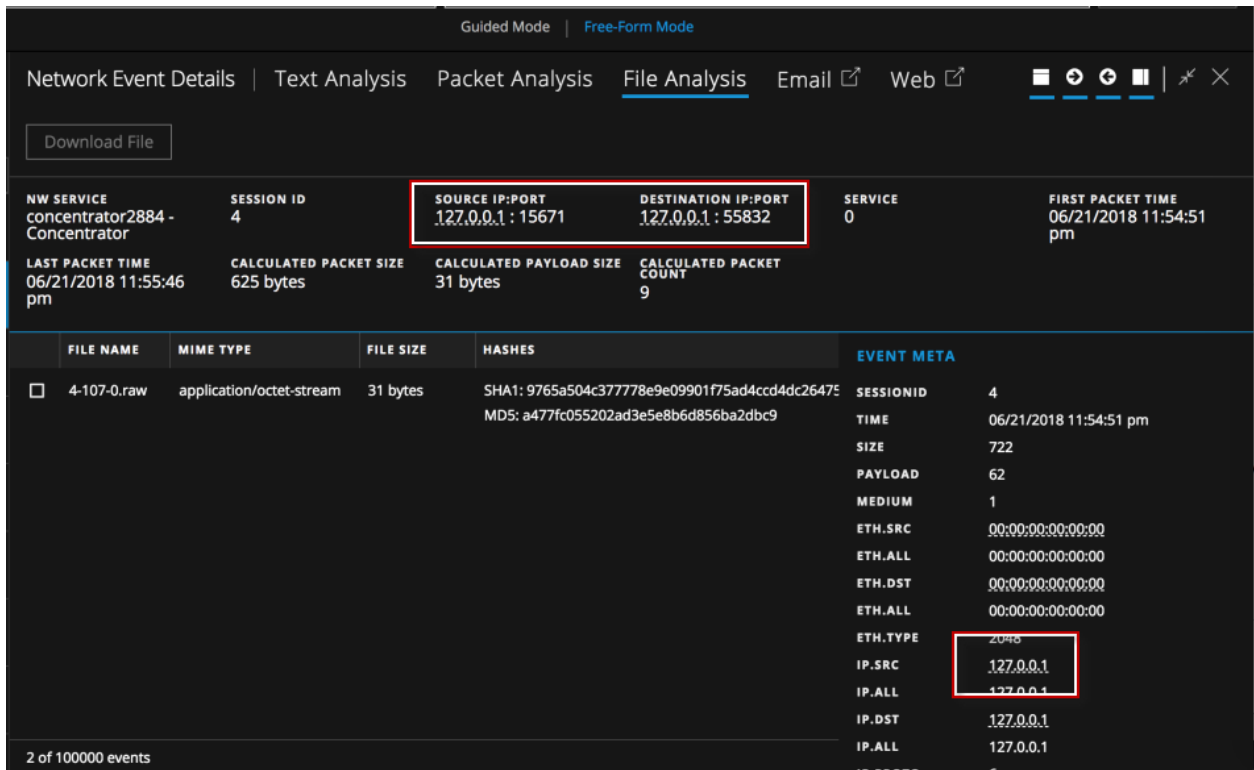 Guided Mode | Free-Form Mode
Network Event Details | Text Analysis Packet Analysis File Analysis Email Web
Download File
NW SERVICE SESSION ID SOURCE IP:PORT DESTINATION IP:PORT SERVICE FIRST PACKET TIME
concentrator2884 - 4 127.0.0.1 : 15671 127.0.0.1 : 55832 0 06/21/2018 11:54:51
Concentrator pm
LAST PACKET TIME CALCULATED PACKET SIZE CALCULATED PAYLOAD SIZE CALCULATED PACKET
COUNT
06/21/2018 11:55:46 625 bytes 31 bytes 9
pm
FILE NAME MIME TYPE FILE SIZE HASHES
4-107-0.raw application/octet-stream 31 bytes SHA1: 9765a504c377778e9e09901f75ad4ccd4dc26475
MD5: a477fc055202ad3e5e8b6d856ba2dbc9
EVENT META
SESSIONID 4
TIME 06/21/2018 11:54:51 pm
SIZE 722
PAYLOAD 62
MEDIUM 1
ETH.SRC 00:00:00:00:00:00
ETH.ALL 00:00:00:00:00:00
ETH.DST 00:00:00:00:00:00
ETH.ALL 00:00:00:00:00:00
ETH.TYPE 2048
IP.SRC 127.0.0.1
IP.ALL 127.0.0.1
IP.DST 127.0.0.1
IP.ALL 127.0.0.1
2 of 100000 events